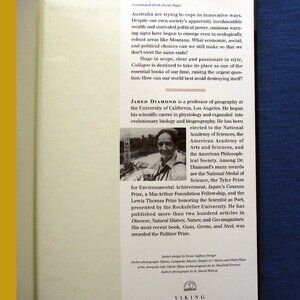 (continued from front flap)
Australia are trying to cope in innovative ways.
Despite our own society's apparently inexhaustible
wealth and unrivaled political power, ominous warn-
ing signs have begun to emerge even in ecologically
robust areas like Montana. What economic, social,
and political choices can we still make so that we
don't meet the same ends?
Huge in scope, clear and passionate in style,
Collapse is destined to take its place as one of the
essential books of our time, raising the urgent ques-
tion: How can our world best avoid destroying itself?
JARED DIAMOND is a professor of geography at
the University of California, Los Angeles. He began
his scientific career in physiology and expanded into
evolutionary biology and biogeography. He has been
elected to the National
Academy of Sciences, the
American Academy of
Arts and Sciences, and
the American Philosoph-
ical Society. Among Dr.
Diamond's many awards
are the National Medal of
Science, the Tyler Prize
for Environmental Achievement, Japan's Cosmos
Prize, a MacArthur Foundation Fellowship, and the
Lewis Thomas Prize honoring the Scientist as Poet,
presented by the Rockefeller University. He has
published more than two hundred articles in
Discover, Natural History, Nature, and Geo magazines.
His most recent book, Guns, Germs, and Steel, was
awarded the Pulitzer Prize.
VIKING